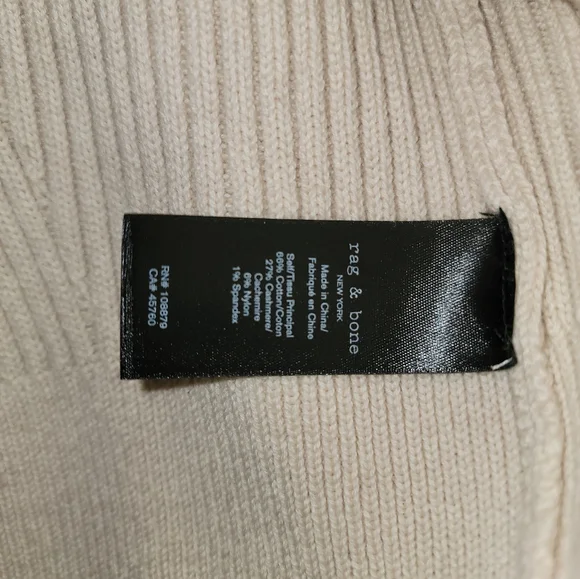 rag & bone
NEW YORK
Made in China/
Fabriqué en Chine
Self/Tissu Principal
66% Cotton/Coton
27% Cashmere/
Cachemire
6% Nylon
1% Spandex
RN# 108879
CA# 45760